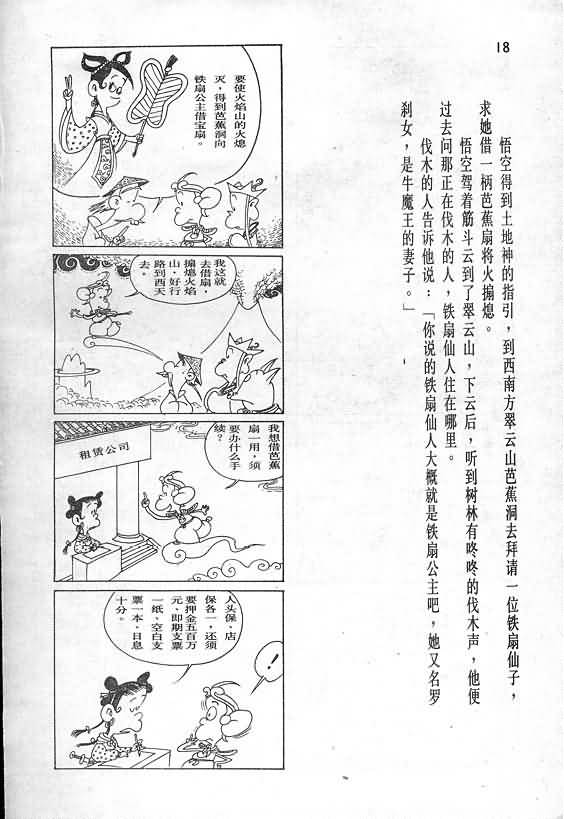 18
悟空得到土地神的指引，到西南方翠云山芭蕉洞去拜请一位铁扇仙子，
求她借一柄芭蕉扇将火搧熄。
悟空驾着筋斗云到了翠云山，下云后，听到树林有咚咚的伐木声，他便
过去问那正在伐木的人，铁扇仙人住在哪里。
伐木的人告诉他说：「你说的铁扇仙人大概就是铁扇公主吧，她又名罗
刹女，是牛魔王的妻子。」
要使火焰山的火熄
灭，得到芭蕉洞向
铁扇公主借宝扇。
我这就
去借扇，
搧熄火焰
山，好行
路到西天
去。
租赁公司
我想借芭蕉
扇一用，须
要办什么手
续？
人头保、店
保各一，还须
要押金五百万
元、即期支票
一纸、空白支
票一本，日息
十分。
！